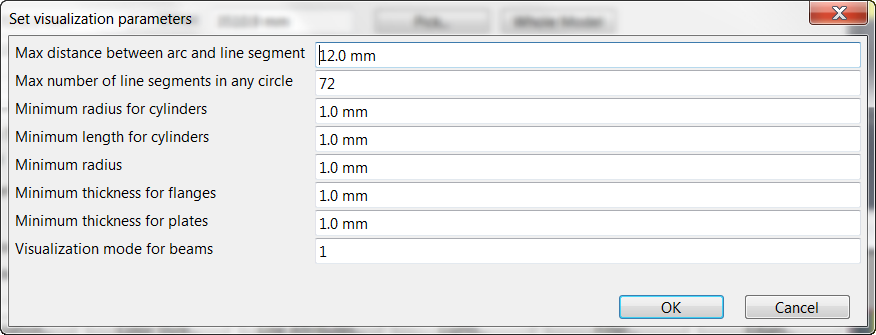 Set visualization parameters
Max distance between arc and line segment 12.0 mm
Max number of line segments in any circle 72
Minimum radius for cylinders 1.0 mm
Minimum length for cylinders 1.0 mm
Minimum radius 1.0 mm
Minimum thickness for flanges 1.0 mm
Minimum thickness for plates 1.0 mm
Visualization mode for beams 1
OK Cancel